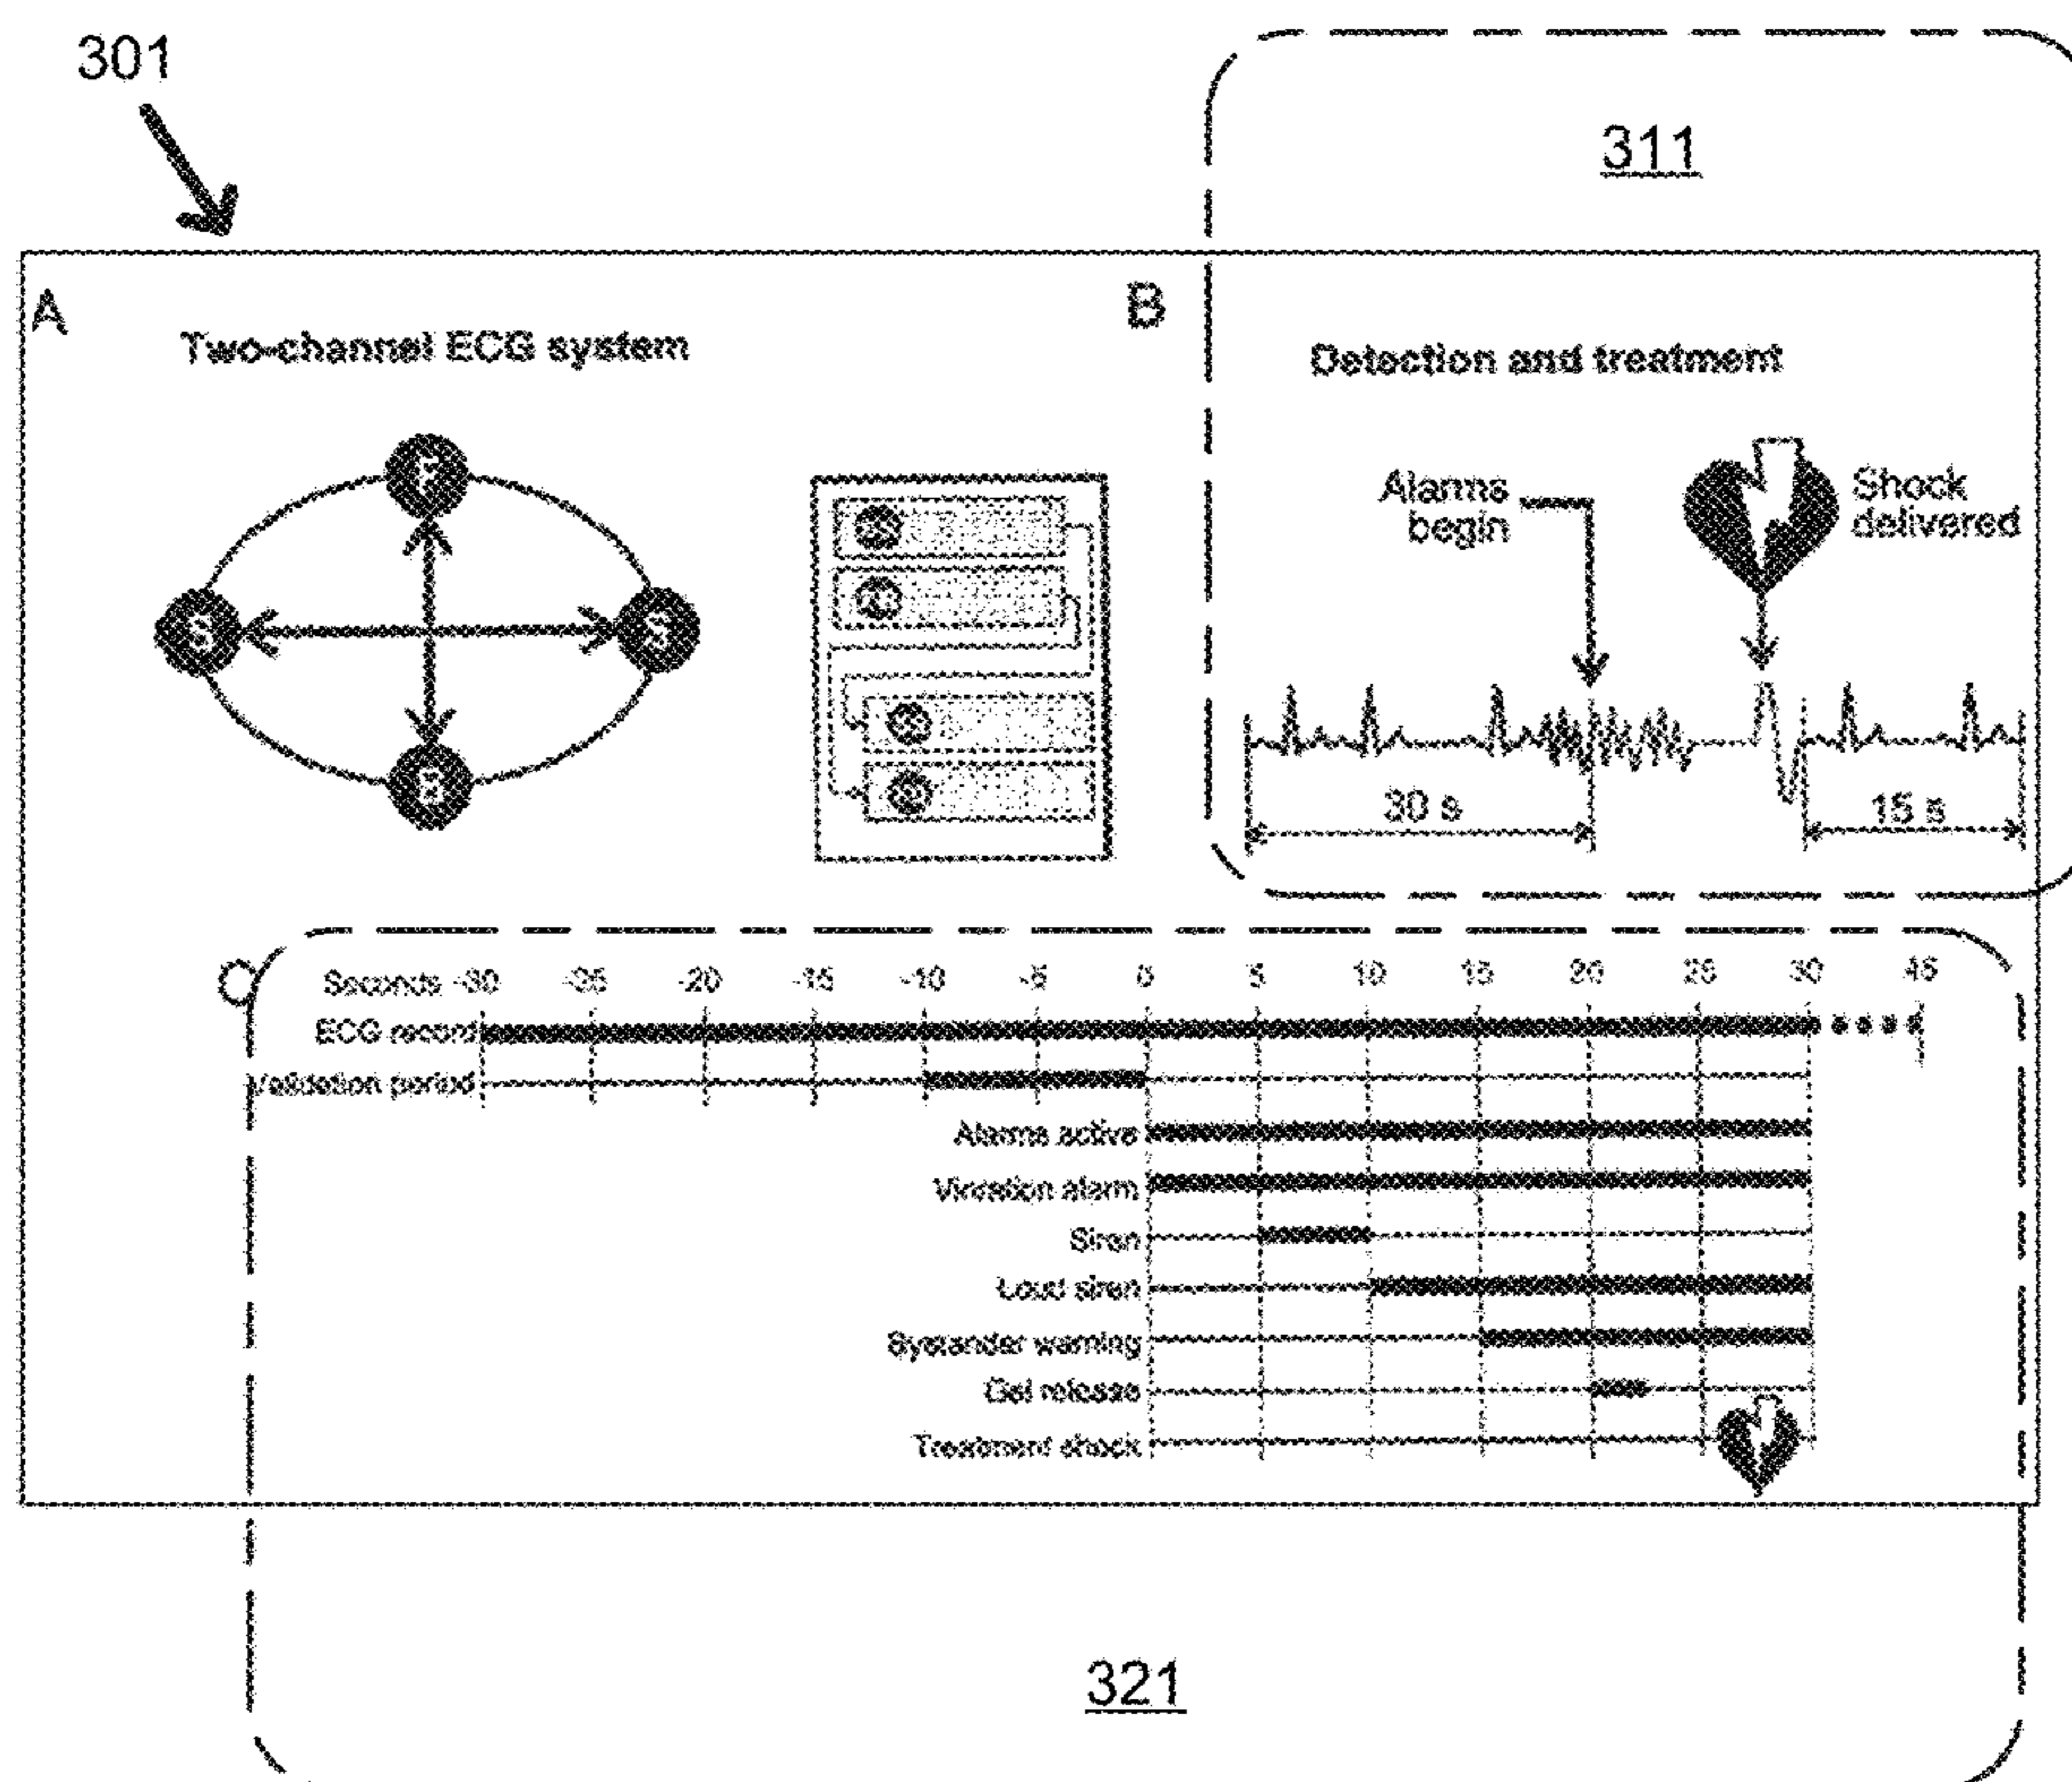 301
311
A
B
Two-channel ECG system
Detection and treatment
F
S
S
B
Alarms
begin
Shock
delivered
30 s
15 s
C
Seconds -30 -25 -20 -15 -10 -5 0 5 10 15 20 25 30 45
ECG record
Validation period
Alarms active
Vibration alarm
Siren
Loud siren
Bystander warning
Gel release
Treatment shock
321